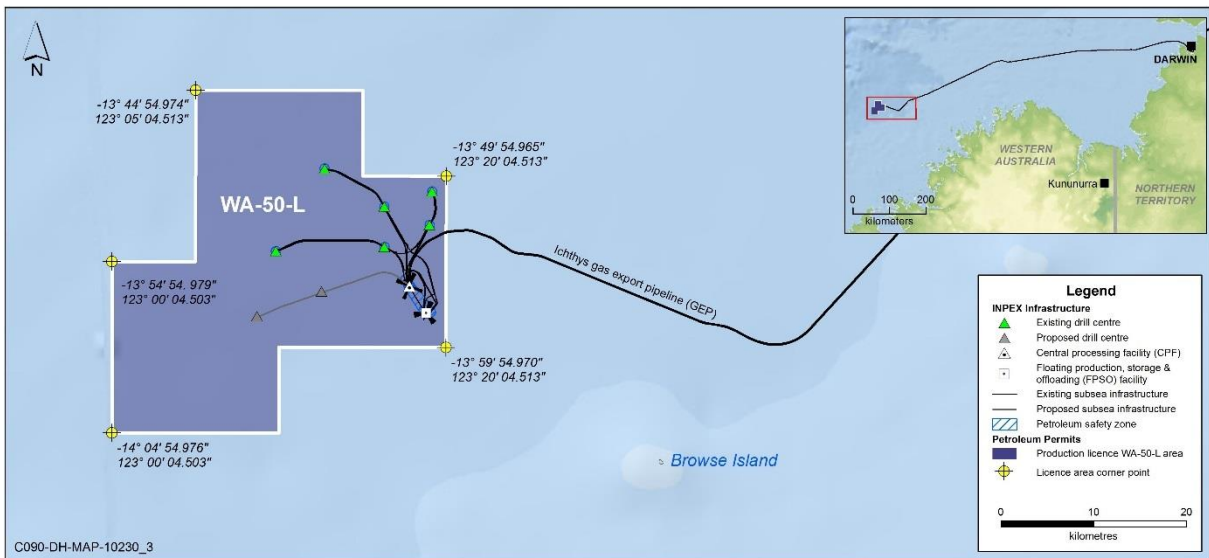 N
-13° 44' 54.974"
123° 05' 04.513"
-13° 49' 54.965"
123° 20' 04.513"
WA-50-L
-13° 54' 54. 979"
123° 00' 04.503"
Ichthys gas export pipeline (GEP)
-13° 59' 54.970"
123° 20' 04.513"
-14° 04' 54.976"
123° 00' 04.503"
Browse Island
C090-DH-MAP-10230_3
DARWIN
WESTERN
AUSTRALIA
Kununurra
NORTHERN
TERRITORY
0 100 200
kilometers
Legend
INPEX Infrastructure
Existing drill centre
Proposed drill centre
Central processing facility (CPF)
Floating production, storage &
offloading (FPSO) facility
Existing subsea infrastructure
Proposed subsea infrastructure
Petroleum safety zone
Petroleum Permits
Production licence WA-50-L area
Licence area corner point
0 10 20
kilometres